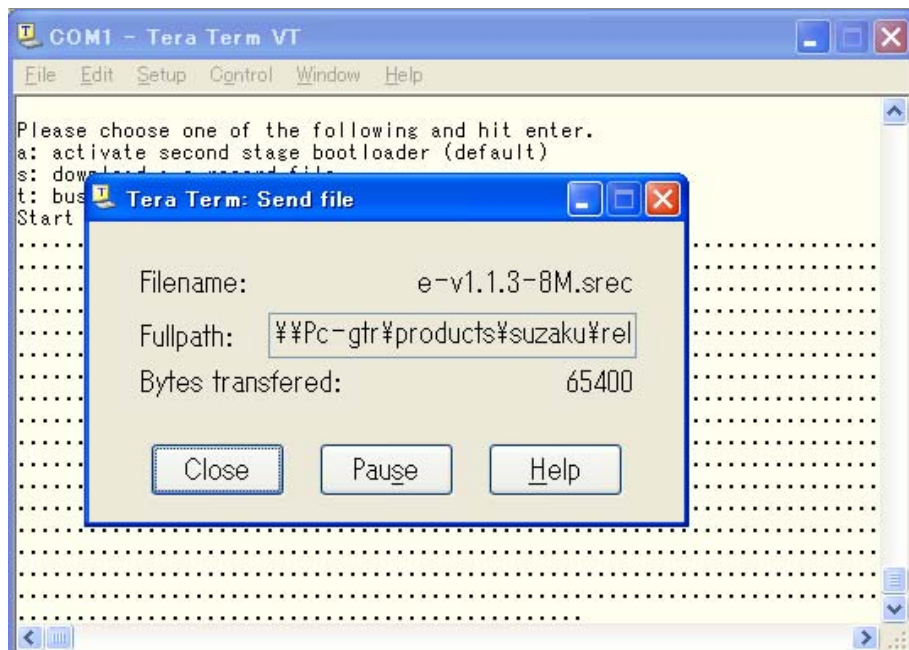 COM1 - Tera Term VT
File Edit Setup Control Window Help
Please choose one of the following and hit enter.
a: activate second stage bootloader (default)
s:
t: bus
Start
Tera Term: Send file
Filename: e-v1.1.3-8M.srec
Fullpath: ¥¥Pc-gtr¥products¥suzaku¥rel
Bytes transfered: 65400
Close Pause Help